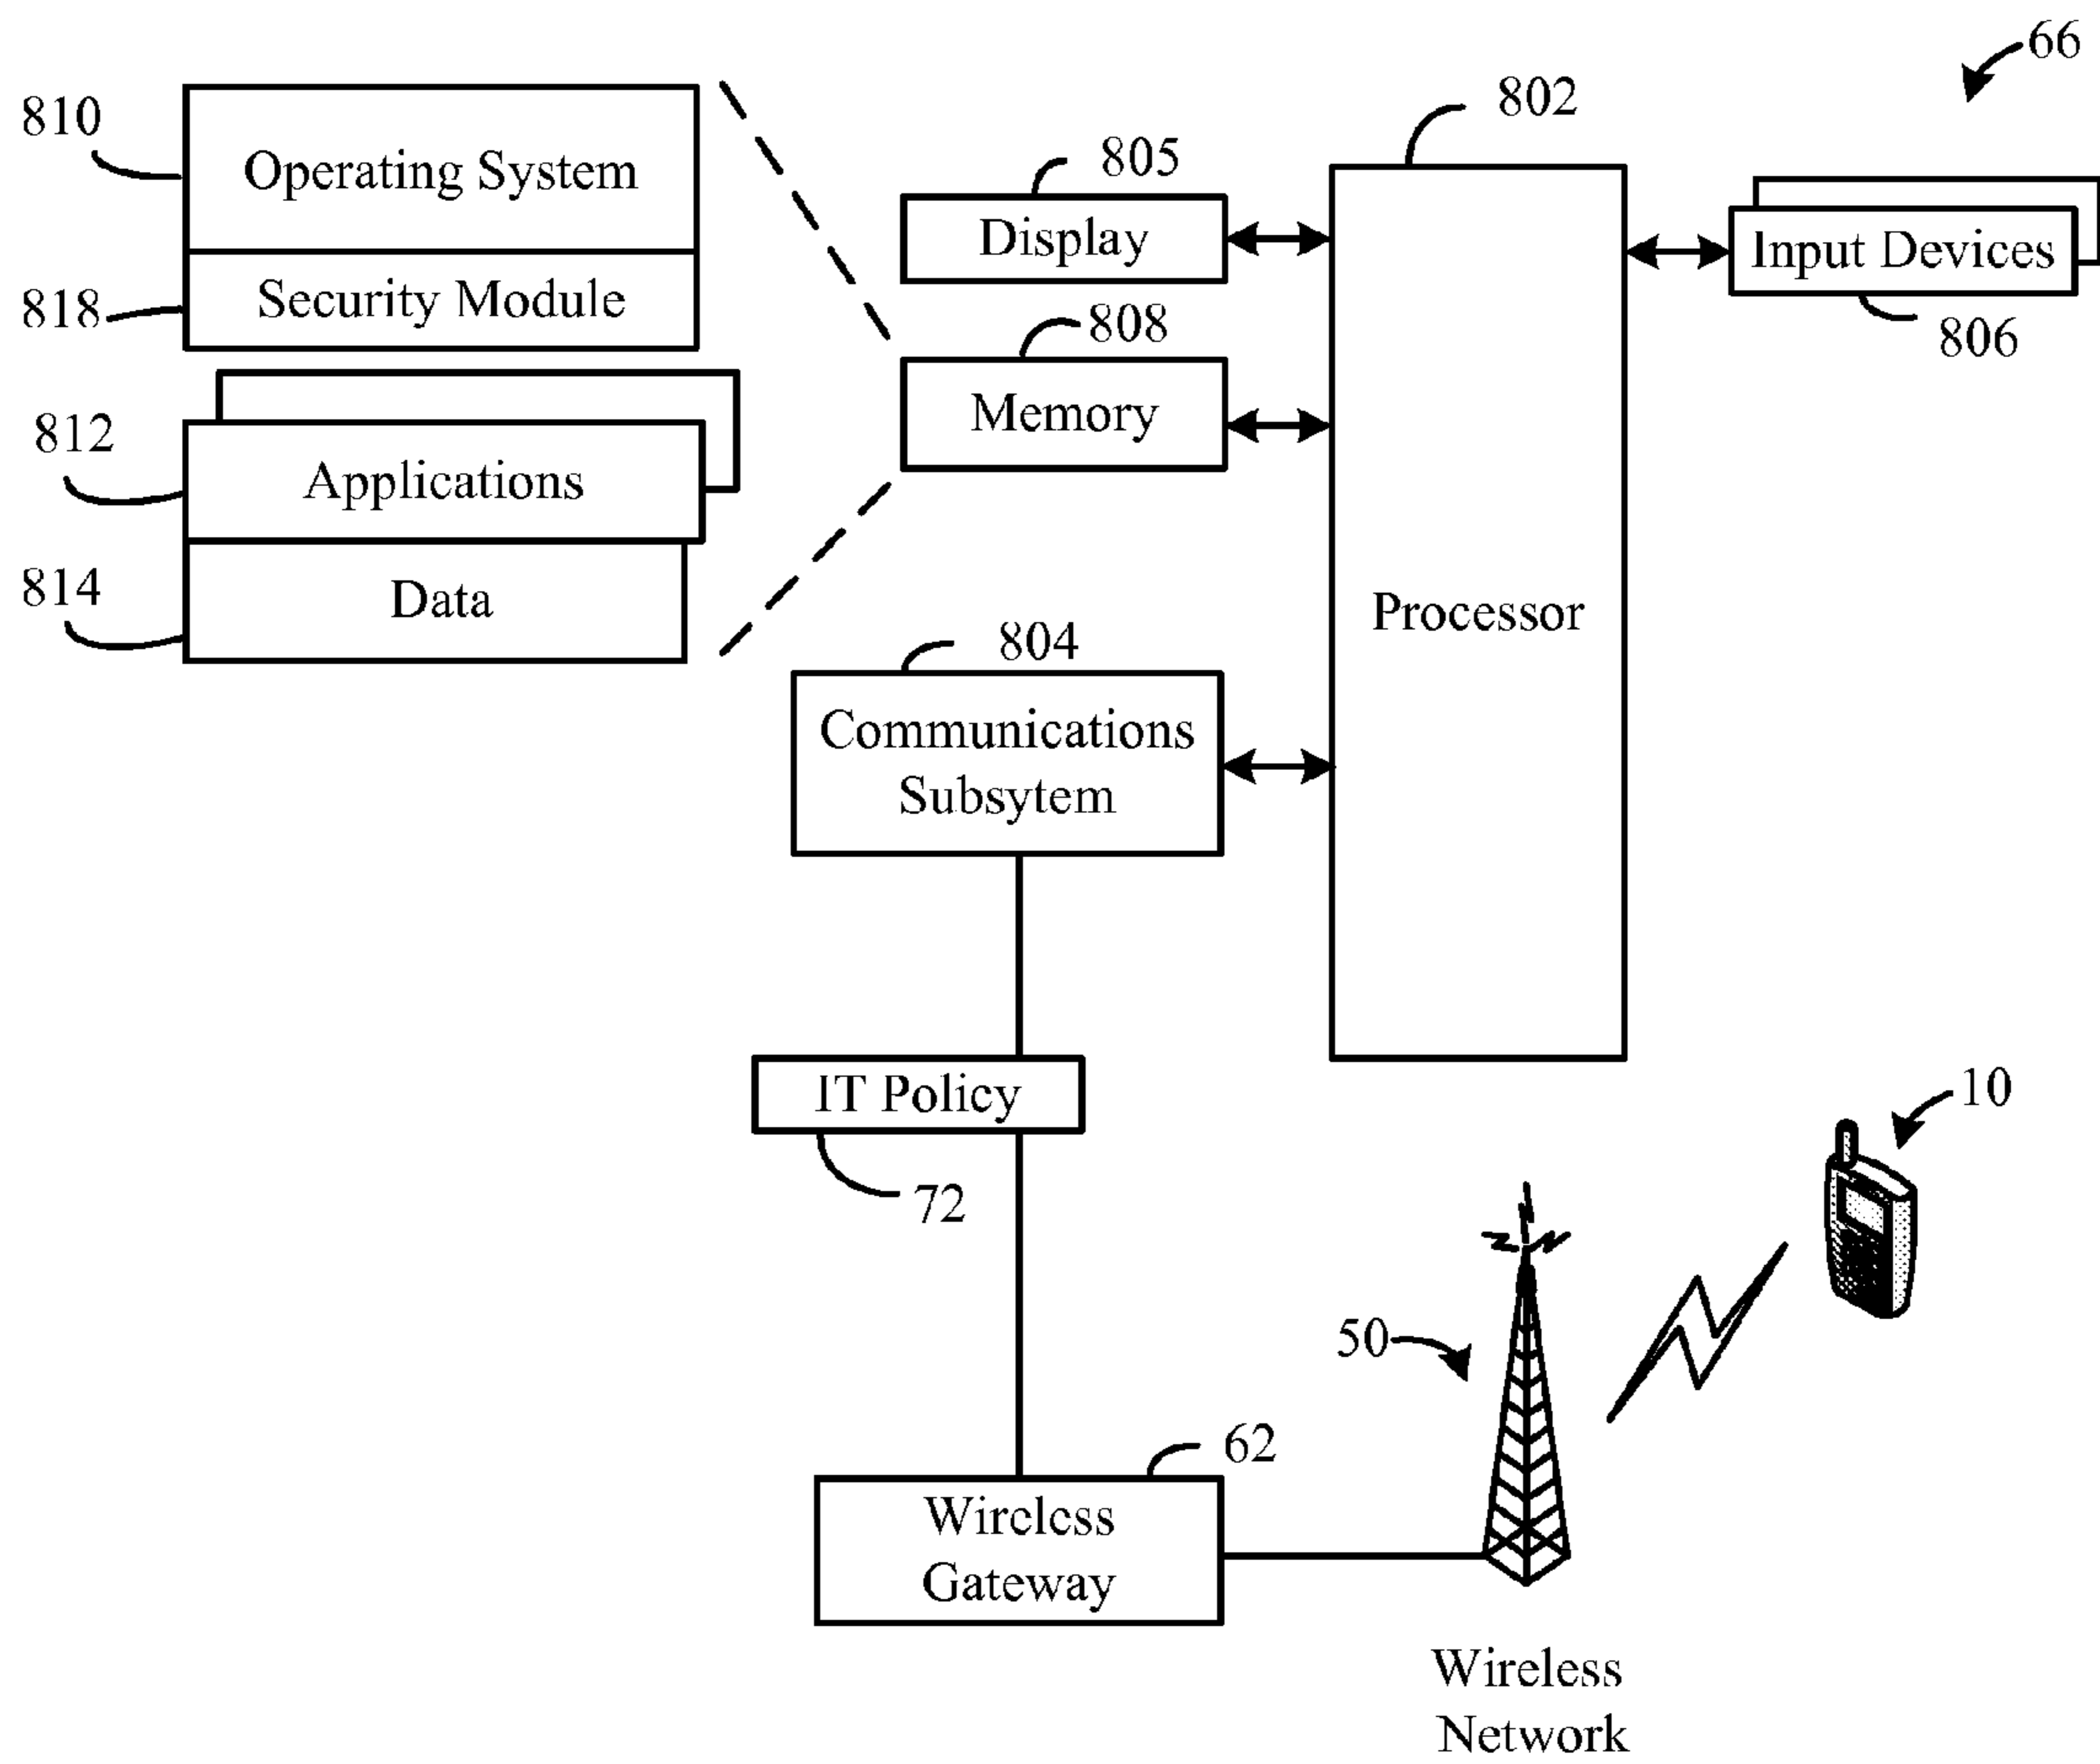 66
802
810
805
Operating System
Display
Input Devices
818
Security Module
808
806
812
Memory
Applications
814
Data
Processor
804
Communications
Subsytem
IT Policy
10
72
50
62
Wireless
Gateway
Wireless
Network